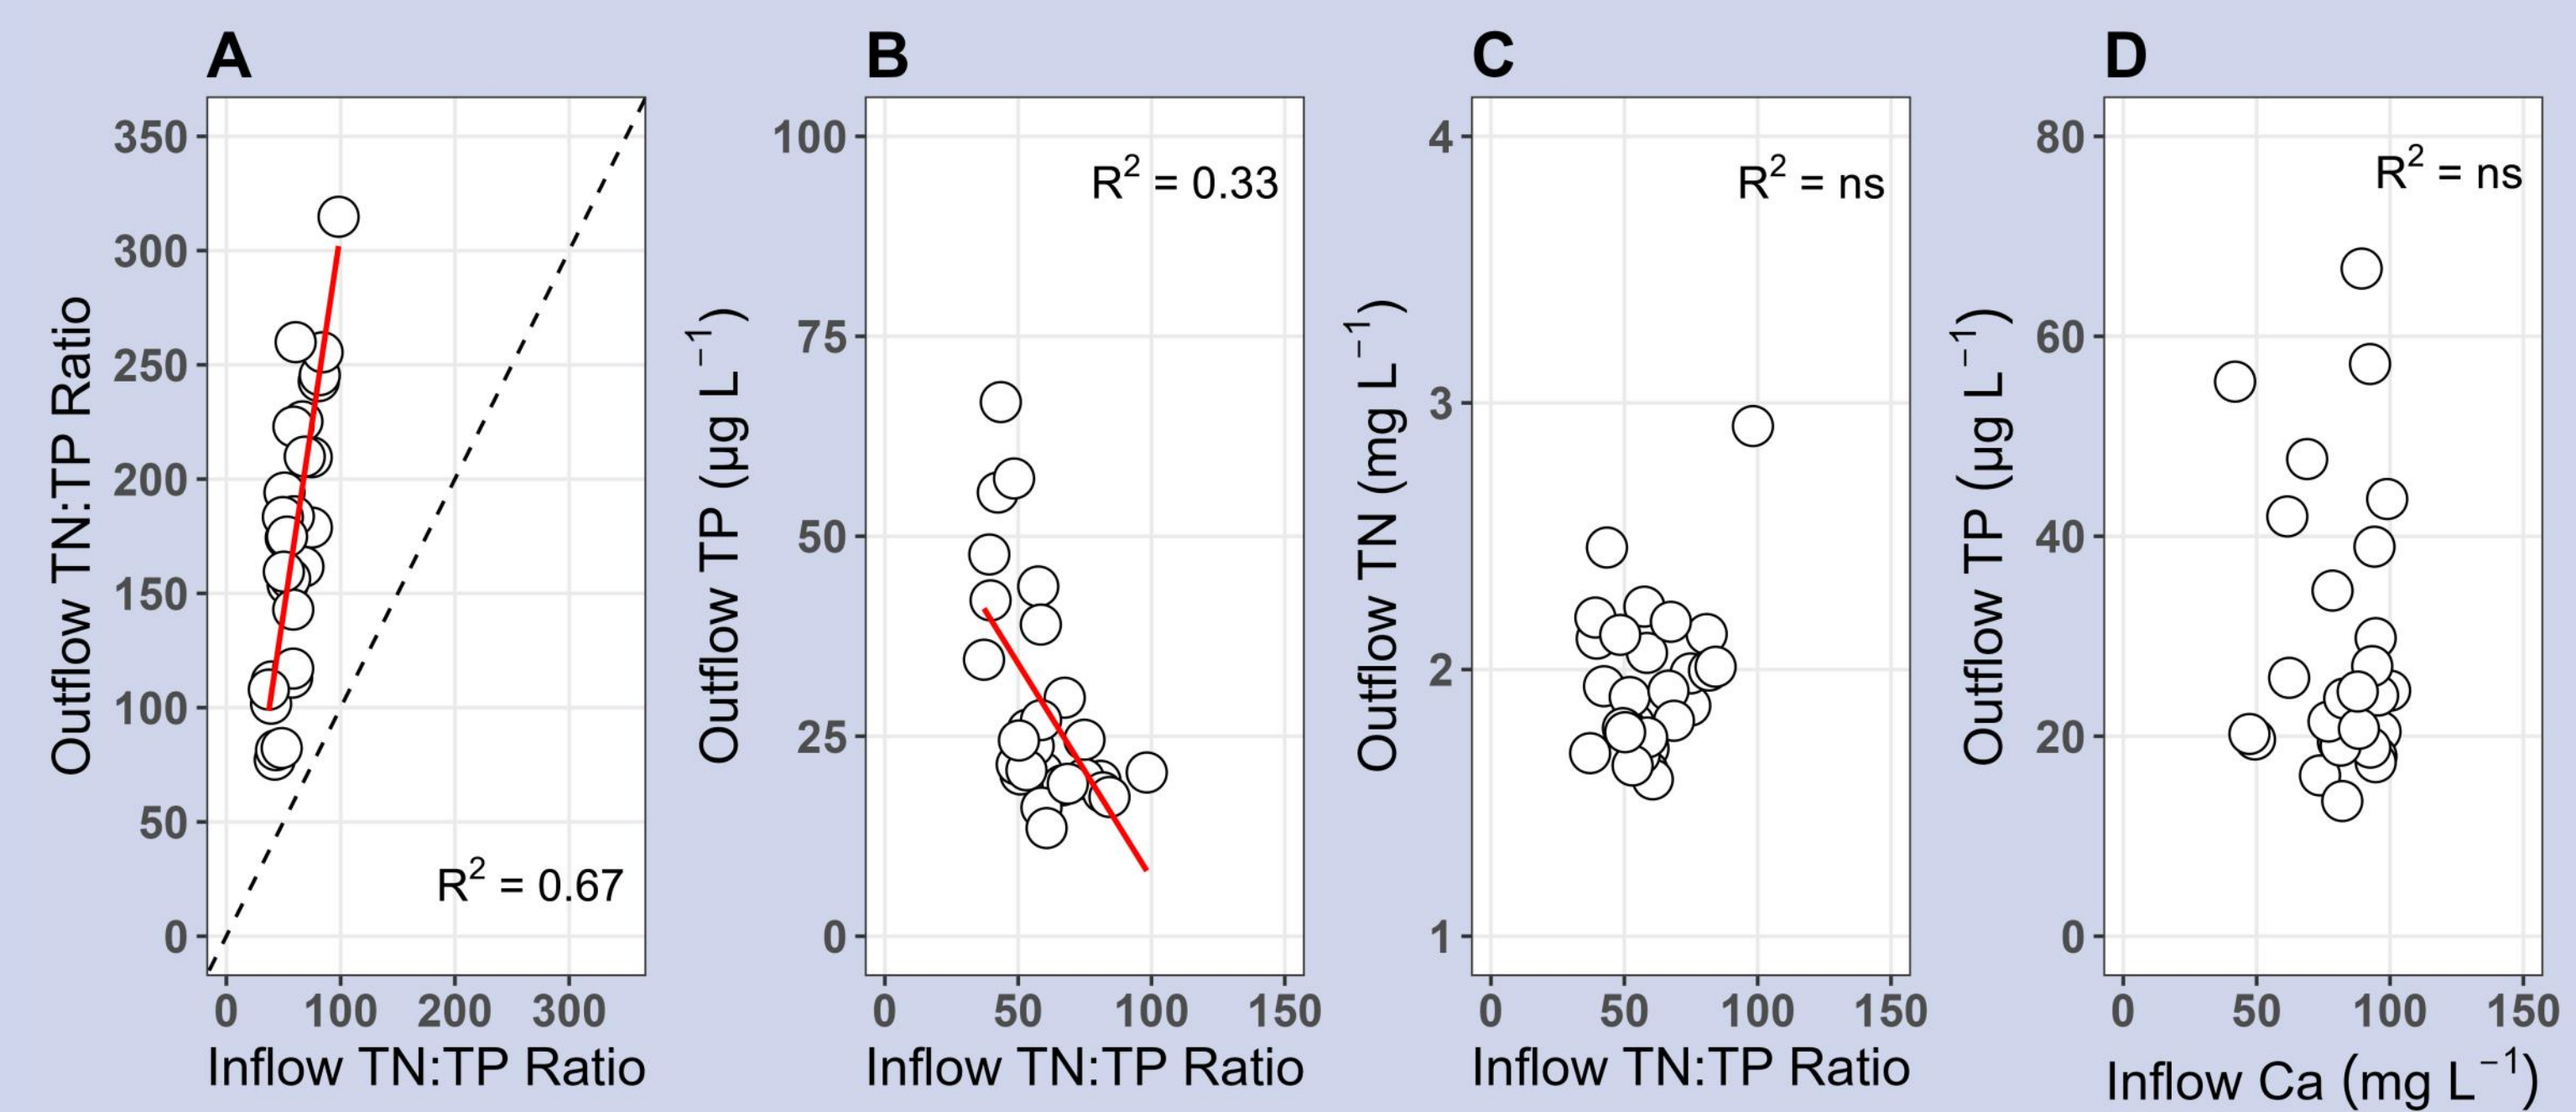 A
B
C
D
350
300
250
200
150
100
50
0
Outflow TN:TP Ratio
R² = 0.67
0 100 200 300
Inflow TN:TP Ratio
100
75
50
25
0
Outflow TP (µg L⁻¹)
R² = 0.33
0 50 100 150
Inflow TN:TP Ratio
4
3
2
1
Outflow TN (mg L⁻¹)
R² = ns
0 50 100 150
Inflow TN:TP Ratio
80
60
40
20
0
Outflow TP (µg L⁻¹)
R² = ns
0 50 100 150
Inflow Ca (mg L⁻¹)